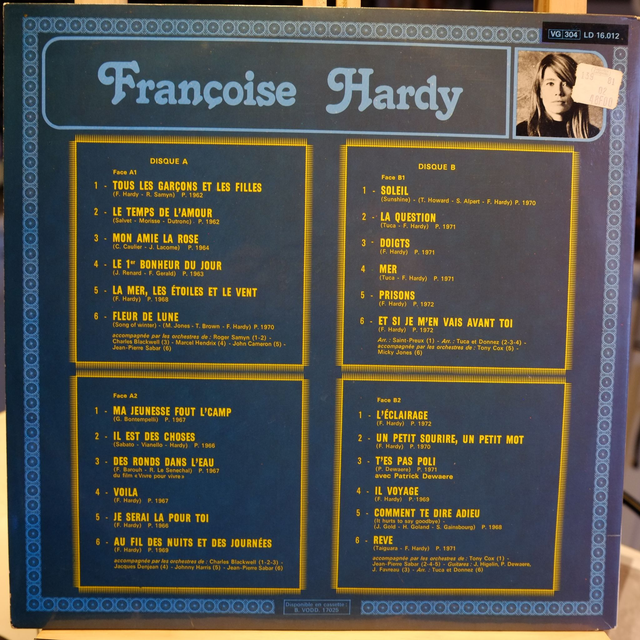 VG 304 LD 16.012
Françoise Hardy
DISQUE A
Face A1
1 - TOUS LES GARÇONS ET LES FILLES
(F. Hardy - R. Samyn) P. 1962
2 - LE TEMPS DE L'AMOUR
(Salvet - Morisse - Dutronc) P. 1962
3 - MON AMIE LA ROSE
(C. Caulier - J. Lacome) P. 1964
4 - LE 1er BONHEUR DU JOUR
(J. Renard - F. Gerald) P. 1963
5 - LA MER, LES ÉTOILES ET LE VENT
(F. Hardy) P. 1968
6 - FLEUR DE LUNE
(Song of winter) - (M. Jones - T. Brown - F. Hardy) P. 1970
accompagnée par les orchestres de : Roger Samyn (1-2) -
Charles Blackwell (3) - Marcel Hendrix (4) - John Cameron (5) -
Jean-Pierre Sabar (6)
DISQUE B
Face B1
1 - SOLEIL
(Sunshine) - (T. Howard - S. Alpert - F. Hardy) P. 1970
2 - LA QUESTION
(Tuca - F. Hardy) P. 1971
3 - DOIGTS
(F. Hardy) P. 1971
4 MER
(Tuca - F. Hardy) P. 1971
5 - PRISONS
(F. Hardy) P. 1972
6 - ET SI JE M'EN VAIS AVANT TOI
(F. Hardy) P. 1972
Arr. : Saint-Preux (1) - Arr. : Tuca et Donnez (2-3-4) -
accompagnée par les orchestres de : Tony Cox (5) -
Micky Jones (6)
Face A2
1 - MA JEUNESSE FOUT L'CAMP
(G. Bontempelli) P. 1967
2 - IL EST DES CHOSES
(Sabato - Vianello - Hardy) P. 1966
3 - DES RONDS DANS L'EAU
(P. Barouh - R. Le Senechal) P. 1967
du film « Vivre pour vivre »
4 - VOILA
(F. Hardy) P. 1967
5 - JE SERAI LA POUR TOI
(F. Hardy) P. 1966
6 - AU FIL DES NUITS ET DES JOURNÉES
(F. Hardy) P. 1969
accompagnée par les orchestres de : Charles Blackwell (1-2-3) -
Jacques Denjean (4) - Johnny Harris (5) - Jean-Pierre Sabar (6)
Face B2
1 - L'ÉCLAIRAGE
(F. Hardy) P. 1972
2 - UN PETIT SOURIRE, UN PETIT MOT
(F. Hardy) P. 1970
3 - T'ES PAS POLI
(P. Dewaere) P. 1971
avec Patrick Dewaere
4 - IL VOYAGE
(F. Hardy) P. 1969
5 - COMMENT TE DIRE ADIEU
(It hurts to say goodbye) -
(J. Gold - H. Goland - S. Gainsbourg) P. 1968
6 - REVE
(Taiguara - F. Hardy) P. 1971
accompagnée par les orchestres de : Tony Cox (1) -
Jean-Pierre Sabar (2-4-5) - Guitares : J. Higelin, P. Dewaere,
J. Favreau (3) - Arr. : Tuca et Donnez (6)
Disponible en cassette :
B. VOGD. 17026